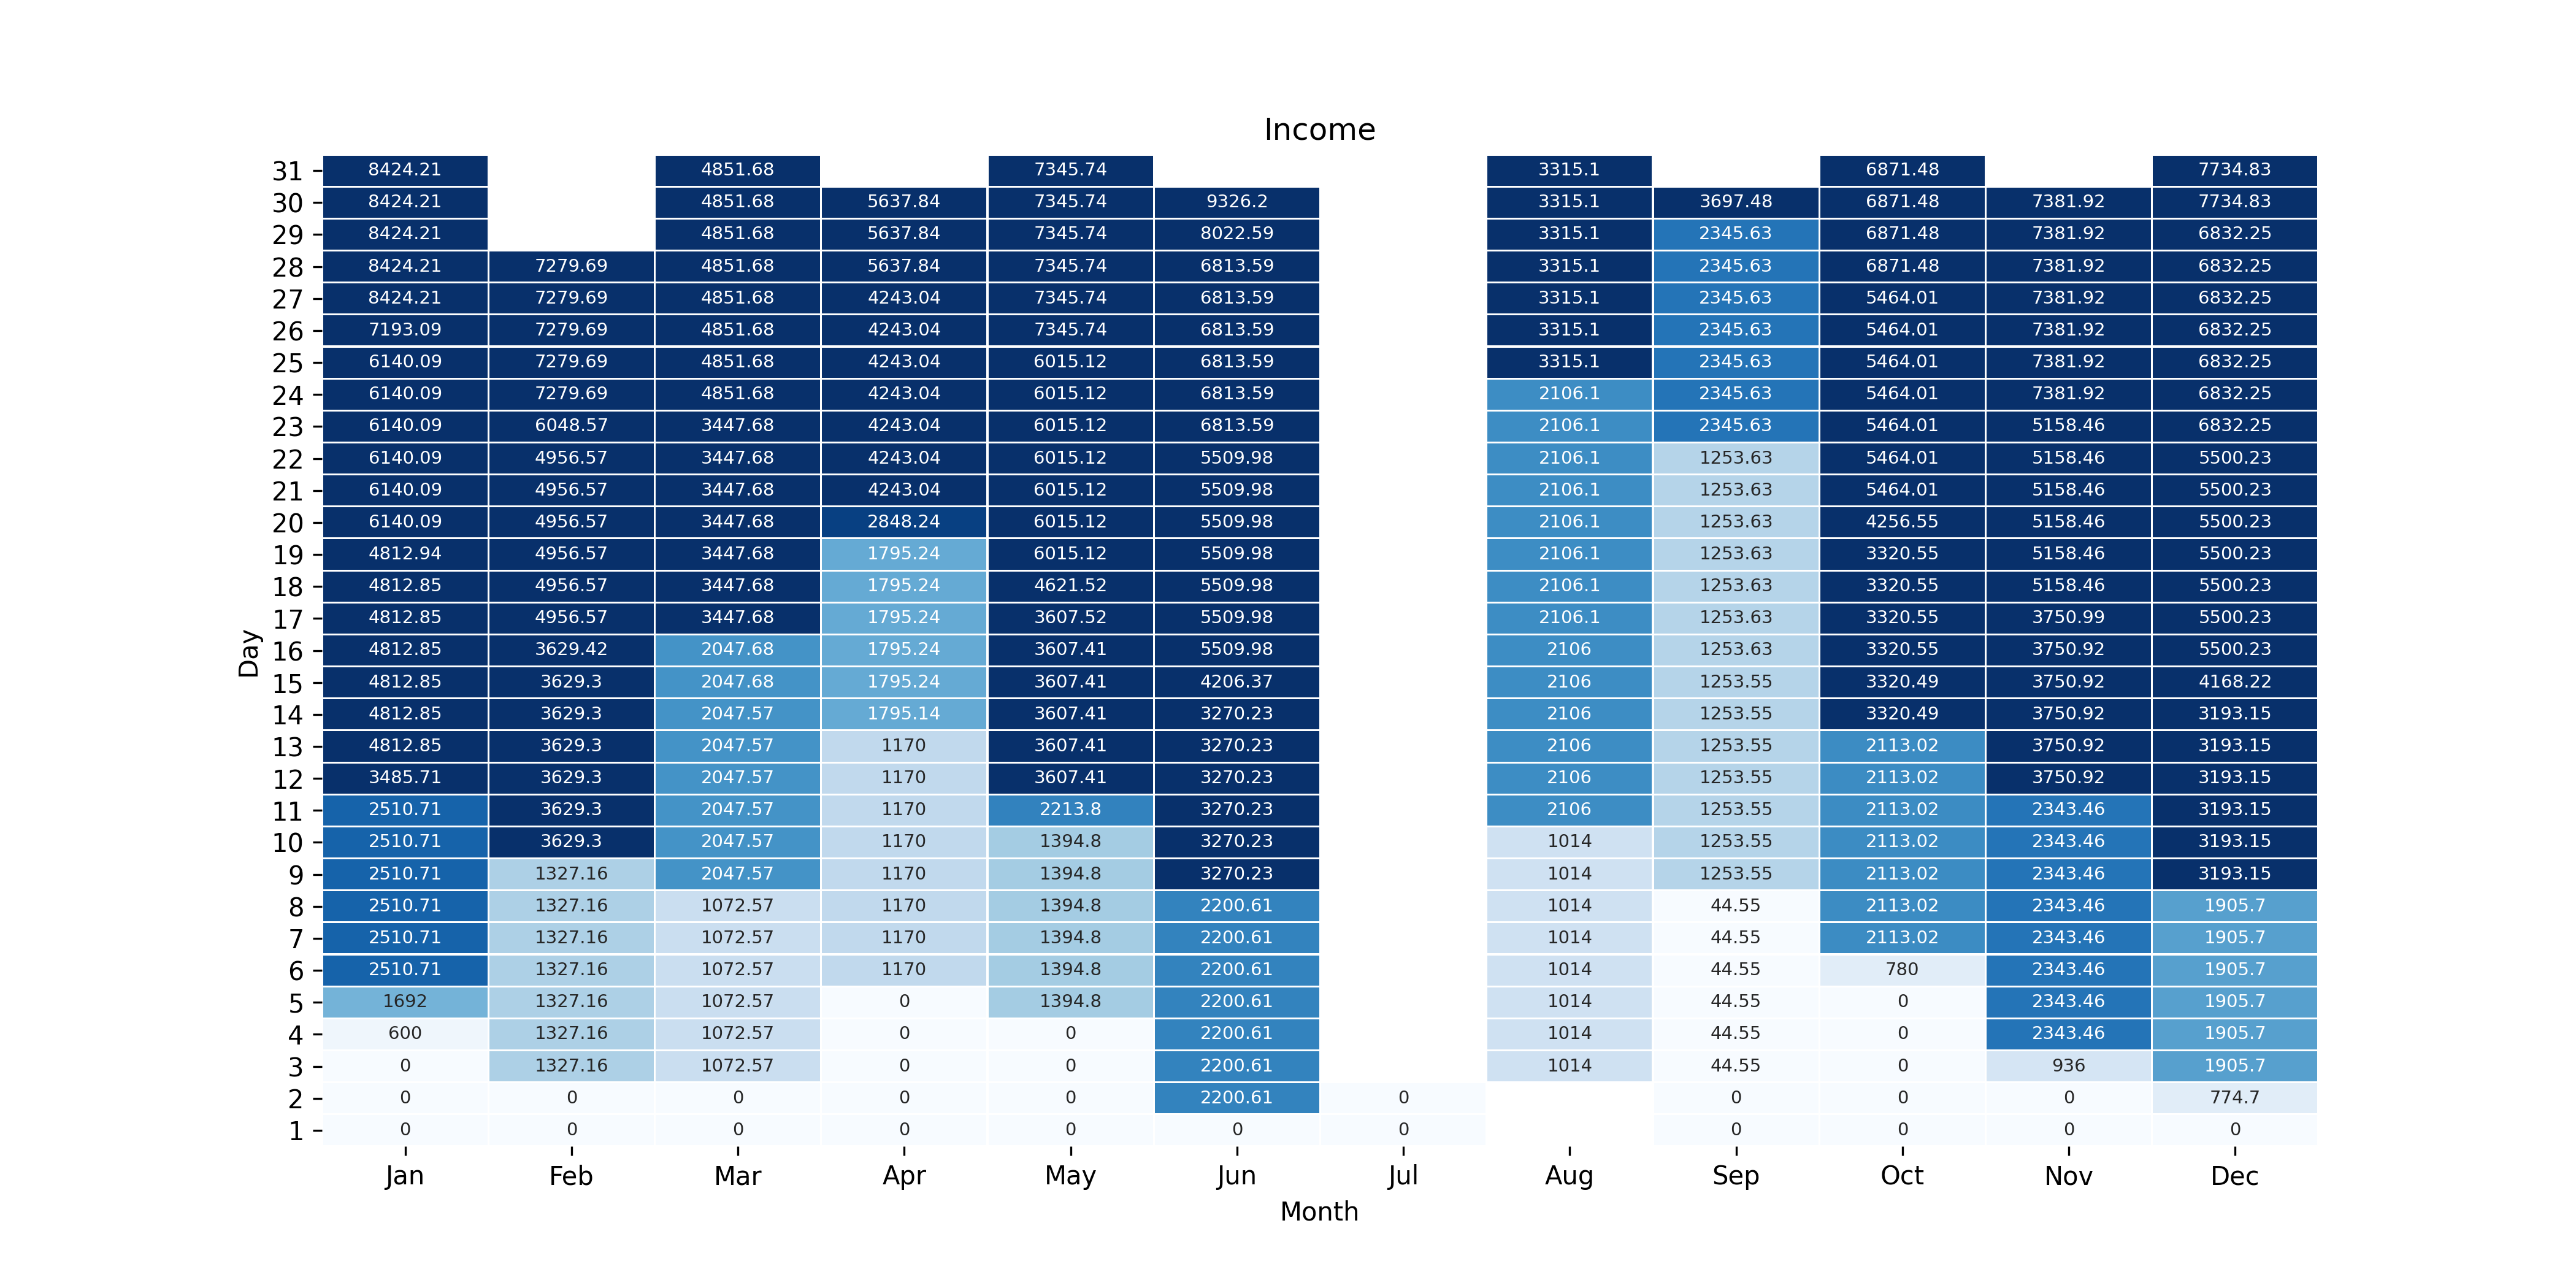 Income
31 8424.21 4851.68 7345.74 3315.1 6871.48 7734.83
30 8424.21 4851.68 5637.84 7345.74 9326.2 3315.1 3697.48 6871.48 7381.92 7734.83
29 8424.21 4851.68 5637.84 7345.74 8022.59 3315.1 2345.63 6871.48 7381.92 6832.25
28 8424.21 7279.69 4851.68 5637.84 7345.74 6813.59 3315.1 2345.63 6871.48 7381.92 6832.25
27 8424.21 7279.69 4851.68 4243.04 7345.74 6813.59 3315.1 2345.63 5464.01 7381.92 6832.25
26 7193.09 7279.69 4851.68 4243.04 7345.74 6813.59 3315.1 2345.63 5464.01 7381.92 6832.25
25 6140.09 7279.69 4851.68 4243.04 6015.12 6813.59 3315.1 2345.63 5464.01 7381.92 6832.25
24 6140.09 7279.69 4851.68 4243.04 6015.12 6813.59 2106.1 2345.63 5464.01 7381.92 6832.25
23 6140.09 6048.57 3447.68 4243.04 6015.12 6813.59 2106.1 2345.63 5464.01 5158.46 6832.25
22 6140.09 4956.57 3447.68 4243.04 6015.12 5509.98 2106.1 1253.63 5464.01 5158.46 5500.23
21 6140.09 4956.57 3447.68 4243.04 6015.12 5509.98 2106.1 1253.63 5464.01 5158.46 5500.23
20 6140.09 4956.57 3447.68 2848.24 6015.12 5509.98 2106.1 1253.63 4256.55 5158.46 5500.23
19 4812.94 4956.57 3447.68 1795.24 6015.12 5509.98 2106.1 1253.63 3320.55 5158.46 5500.23
18 4812.85 4956.57 3447.68 1795.24 4621.52 5509.98 2106.1 1253.63 3320.55 5158.46 5500.23
17 4812.85 4956.57 3447.68 1795.24 3607.52 5509.98 2106.1 1253.63 3320.55 3750.99 5500.23
16 4812.85 3629.42 2047.68 1795.24 3607.41 5509.98 2106 1253.63 3320.55 3750.92 5500.23
15 4812.85 3629.3 2047.68 1795.24 3607.41 4206.37 2106 1253.55 3320.49 3750.92 4168.22
14 4812.85 3629.3 2047.57 1795.14 3607.41 3270.23 2106 1253.55 3320.49 3750.92 3193.15
13 4812.85 3629.3 2047.57 1170 3607.41 3270.23 2106 1253.55 2113.02 3750.92 3193.15
12 3485.71 3629.3 2047.57 1170 3607.41 3270.23 2106 1253.55 2113.02 3750.92 3193.15
11 2510.71 3629.3 2047.57 1170 2213.8 3270.23 2106 1253.55 2113.02 2343.46 3193.15
10 2510.71 3629.3 2047.57 1170 1394.8 3270.23 1014 1253.55 2113.02 2343.46 3193.15
9 2510.71 1327.16 2047.57 1170 1394.8 3270.23 1014 1253.55 2113.02 2343.46 3193.15
8 2510.71 1327.16 1072.57 1170 1394.8 2200.61 1014 44.55 2113.02 2343.46 1905.7
7 2510.71 1327.16 1072.57 1170 1394.8 2200.61 1014 44.55 2113.02 2343.46 1905.7
6 2510.71 1327.16 1072.57 1170 1394.8 2200.61 1014 44.55 780 2343.46 1905.7
5 1692 1327.16 1072.57 0 1394.8 2200.61 1014 44.55 0 2343.46 1905.7
4 600 1327.16 1072.57 0 0 2200.61 1014 44.55 0 2343.46 1905.7
3 0 1327.16 1072.57 0 0 2200.61 1014 44.55 0 936 1905.7
2 0 0 0 0 0 2200.61 0 0 0 0 774.7
1 0 0 0 0 0 0 0 0 0 0 0
Jan Feb Mar Apr May Jun Jul Aug Sep Oct Nov Dec
Month
Day